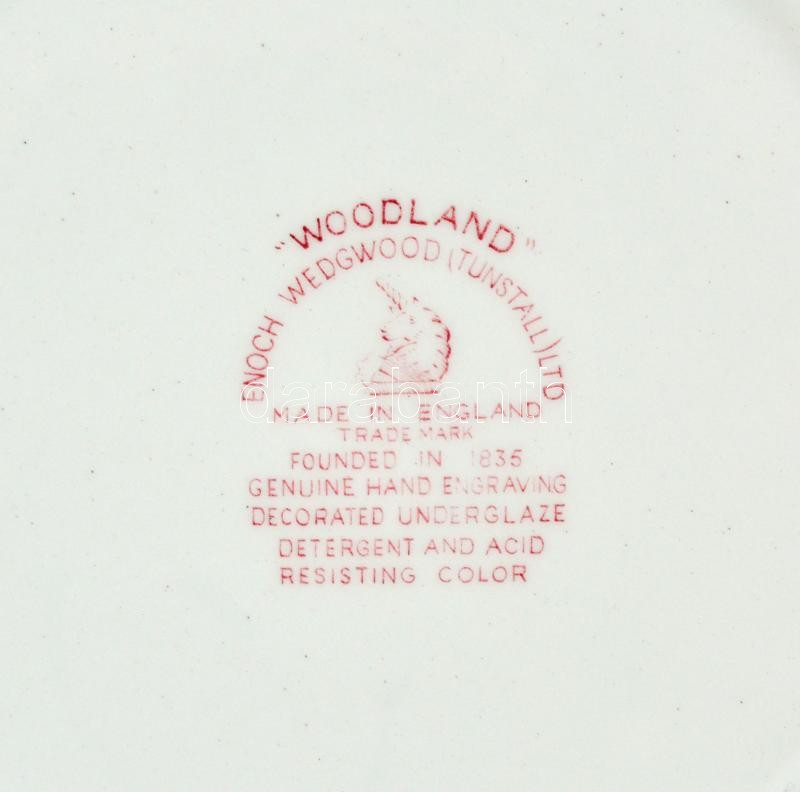 "WOODLAND"
ENOCH WEDGWOOD (TUNSTALL) LTD
darabanth
MADE IN ENGLAND
TRADE MARK
FOUNDED IN 1835
GENUINE HAND ENGRAVING
DECORATED UNDERGLAZE
DETERGENT AND ACID
RESISTING COLOR